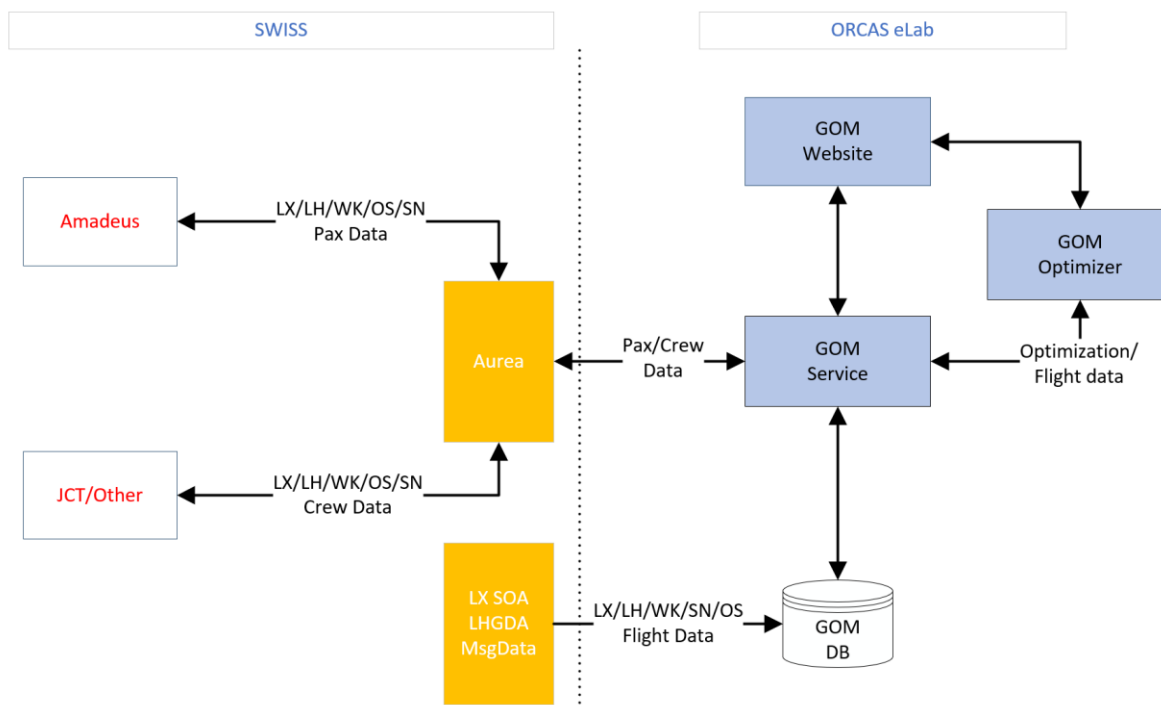 SWISS
ORCAS eLab
GOM
Website
Amadeus
LX/LH/WK/OS/SN
Pax Data
GOM
Optimizer
Aurea
Pax/Crew
Data
GOM
Service
Optimization/
Flight data
JCT/Other
LX/LH/WK/OS/SN
Crew Data
LX SOA
LHGDA
MsgData
LX/LH/WK/SN/OS
Flight Data
GOM
DB